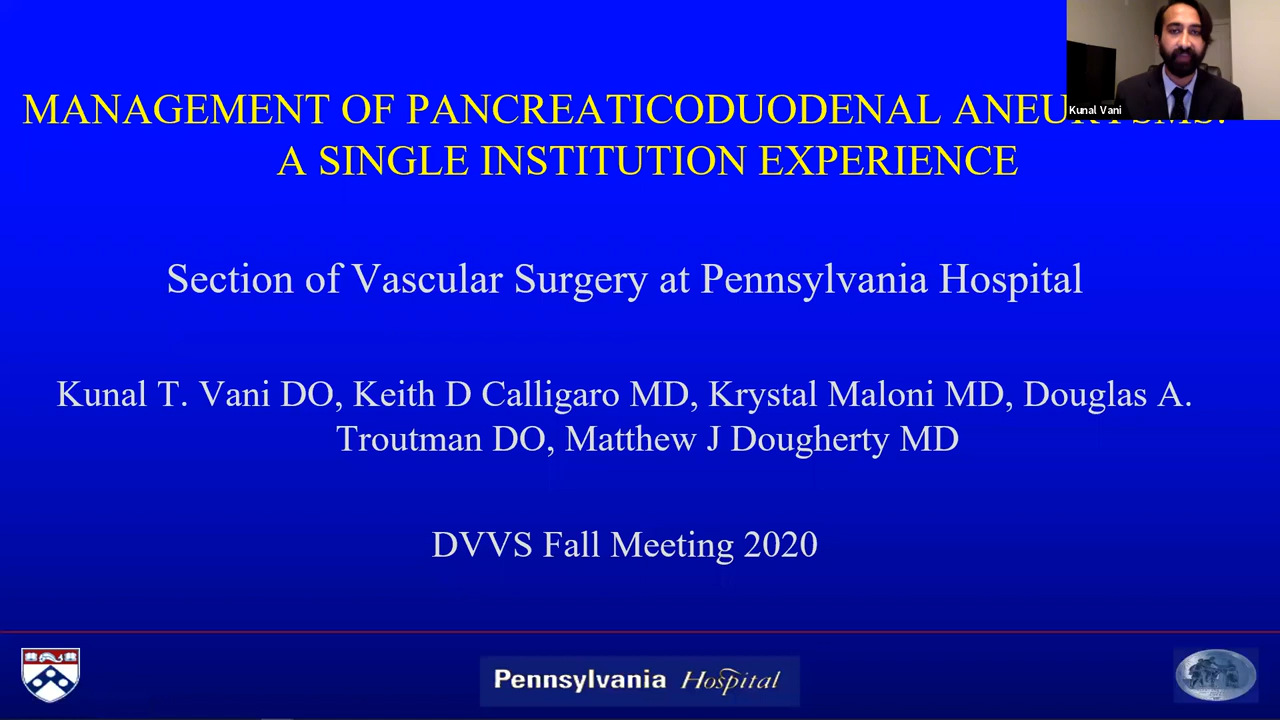 MANAGEMENT OF PANCREATICODUODENAL
A SINGLE INSTITUTION EXPERIENCE
Section of Vascular Surgery at Pennsylvania Hospital
Kunal T. Vani DO, Keith D Calligaro MD, Krystal Maloni MD, Douglas A.
Troutman DO, Matthew J Dougherty MD
DVVS Fall Meeting 2020
Kunal Vani
Pennsylvania Hospital